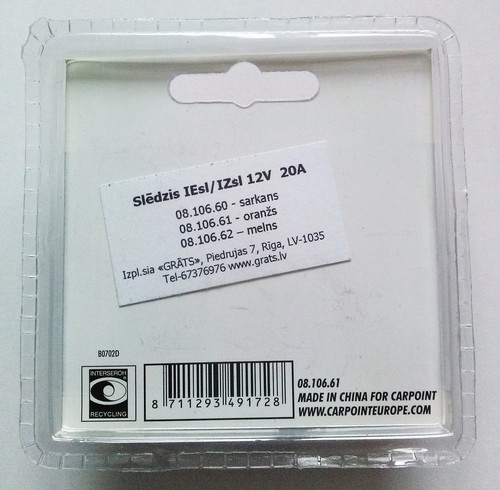 Slēdzis IEsl/IZsl 12V 20A
08.106.60 - sarkans
08.106.61 - oranžs
08.106.62 – melns
Izpl.sia «GRĀTS», Piedrujas 7, Rīga, LV-1035
Tel-67376976 www.grats.lv
B0702D
INTERSEROH
RECYCLING
8 711293 491728
08.106.61
MADE IN CHINA FOR CARPOINT
WWW.CARPOINTEUROPE.COM